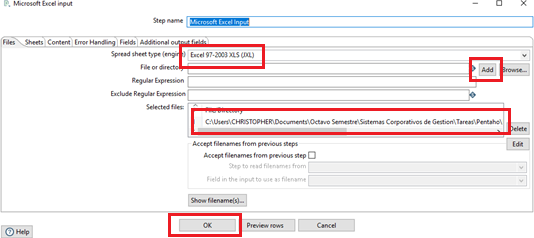 Microsoft Excel input
Step name
Microsoft Excel Input
Files Sheets Content Error Handling Fields Additional output fields
Spread sheet type (engine) Excel 97-2003 XLS (JXL)
File or directory Add Browse...
Regular Expression
Exclude Regular Expression
Selected files: File/Directory
C:\Users\CHRISTOPHER\Documents\Octavo Semestre\Sistemas Corporativos de Gestion\Tareas\Pentaho\
Delete
Accept filenames from previous steps Edit
Accept filenames from previous step
Step to read filenames from
Field in the input to use as filename
Show filename(s)...
Help OK Preview rows Cancel